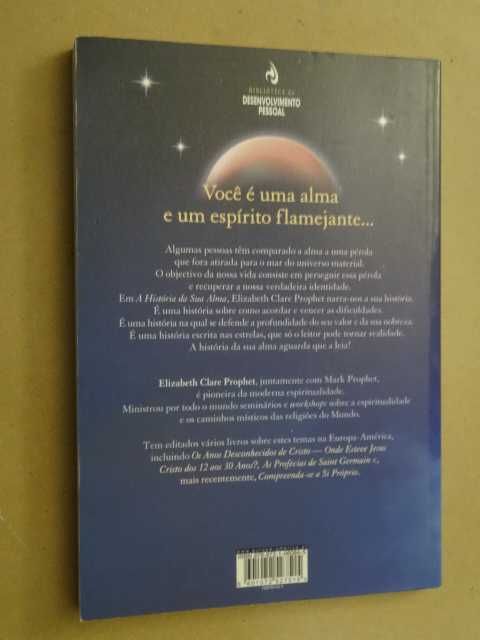 BIBLIOTECA de
DESENVOLVIMENTO
PESSOAL
Você é uma alma
e um espírito flamejante...
Algumas pessoas têm comparado a alma a uma pérola
que fora atirada para o mar do universo material.
O objectivo da nossa vida consiste em perseguir essa pérola
e recuperar a nossa verdadeira identidade.
Em A História da Sua Alma, Elizabeth Clare Prophet narra-nos a sua história.
É uma história sobre como acordar e vencer as dificuldades.
É uma história na qual se defende a profundidade do seu valor e da sua nobreza.
É uma história escrita nas estrelas, que só o leitor pode tornar realidade.
A história da sua alma aguarda que a leia!
Elizabeth Clare Prophet, juntamente com Mark Prophet,
é pioneira da moderna espiritualidade.
Ministrou por todo o mundo seminários e workshops sobre a espiritualidade
e os caminhos místicos das religiões do Mundo.
Tem editados vários livros sobre estes temas na Europa-América,
incluindo Os Anos Desconhecidos de Cristo — Onde Esteve Jesus
Cristo dos 12 aos 30 Anos?, As Profecias de Saint Germain e,
mais recentemente, Compreenda-se a Si Próprio.